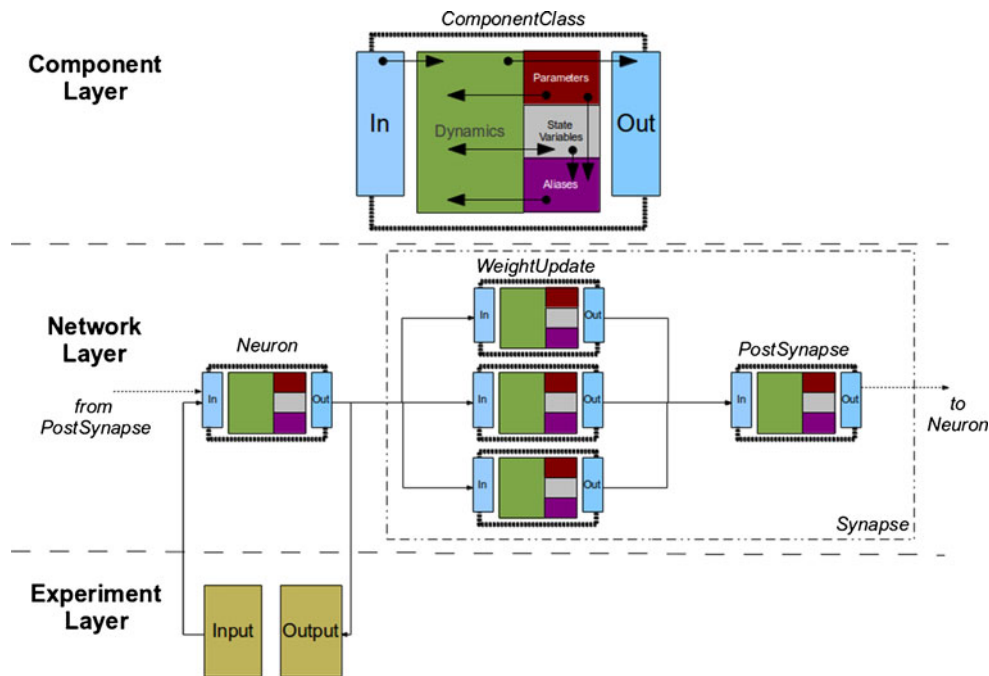 ComponentClass
Component
Layer
In
Dynamics
Parameters
State
Variables
Aliases
Out
Network
Layer
from
PostSynapse
Neuron
In
Out
WeightUpdate
In
Out
In
Out
In
Out
PostSynapse
In
Out
to
Neuron
Synapse
Experiment
Layer
Input
Output